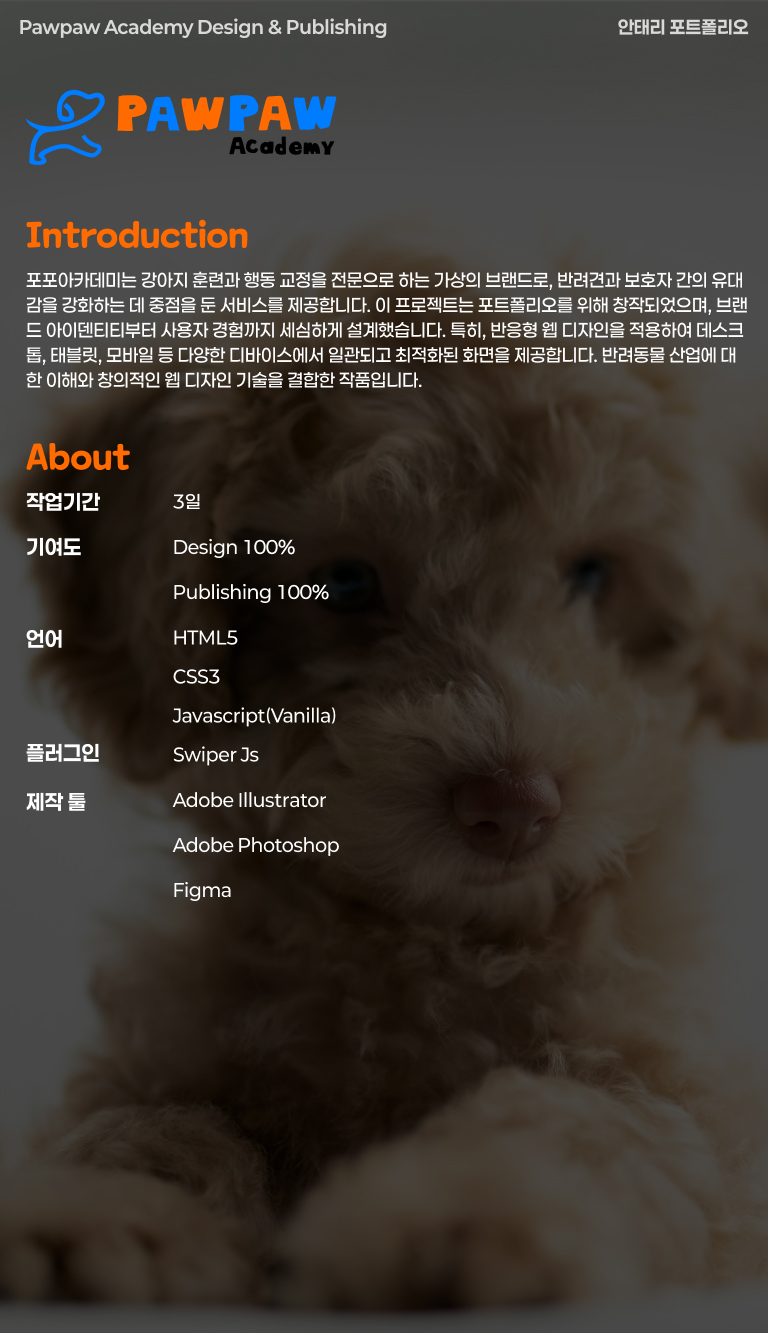 Pawpaw Academy Design & Publishing
안태리 포트폴리오
PAWPAW
Academy
Introduction
포포아카데미는 강아지 훈련과 행동 교정을 전문으로 하는 가상의 브랜드로, 반려견과 보호자 간의 유대
감을 강화하는 데 중점을 둔 서비스를 제공합니다. 이 프로젝트는 포트폴리오를 위해 창작되었으며, 브랜
드 아이덴티티부터 사용자 경험까지 세심하게 설계했습니다. 특히, 반응형 웹 디자인을 적용하여 데스크
톱, 태블릿, 모바일 등 다양한 디바이스에서 일관되고 최적화된 화면을 제공합니다. 반려동물 산업에 대
한 이해와 창의적인 웹 디자인 기술을 결합한 작품입니다.
About
작업기간 3일
기여도 Design 100%
Publishing 100%
언어 HTML5
CSS3
Javascript(Vanilla)
플러그인 Swiper Js
제작 툴 Adobe Illustrator
Adobe Photoshop
Figma